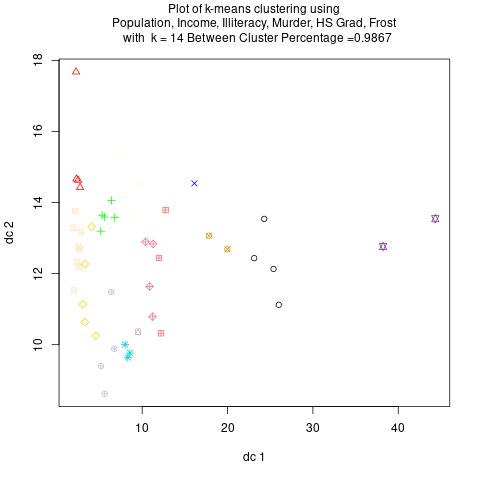 Plot of k-means clustering using
Population, Income, Illiteracy, Murder, HS Grad, Frost
with k = 14 Between Cluster Percentage =0.9867
18
16
14
12
10
dc 2
10
20
30
40
dc 1